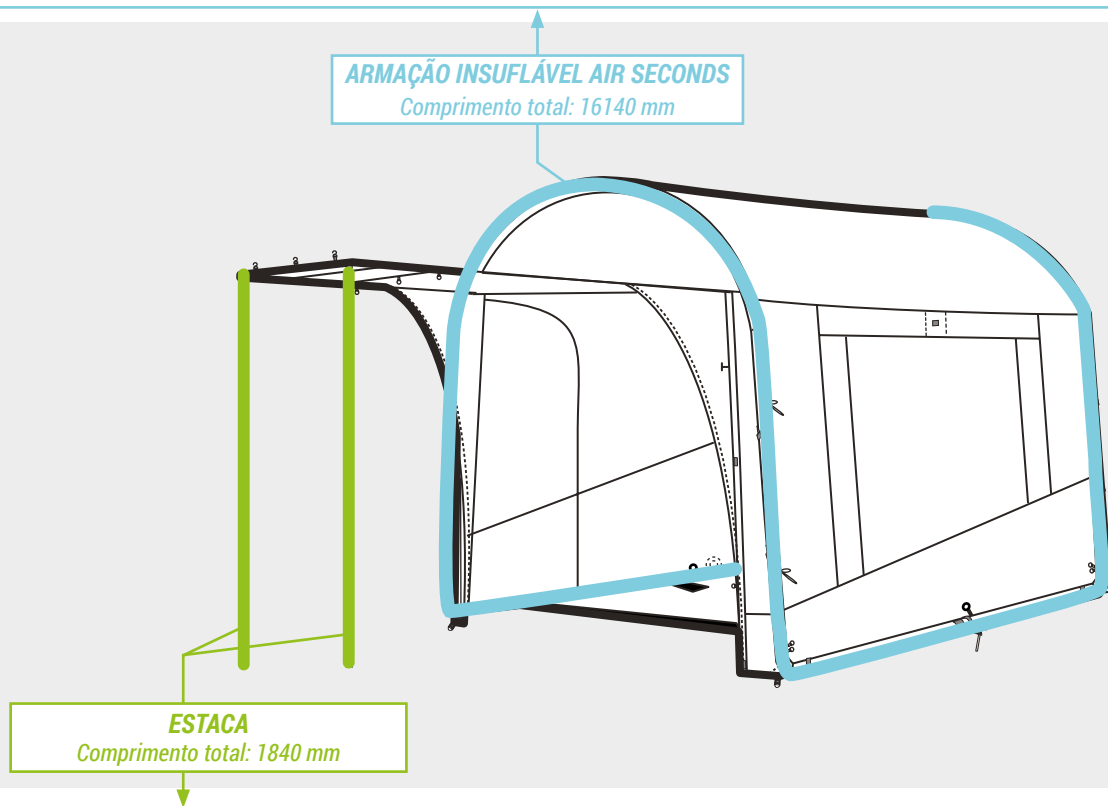 ARMAÇÃO INSUFLÁVEL AIR SECONDS
Comprimento total: 16140 mm
ESTACA
Comprimento total: 1840 mm